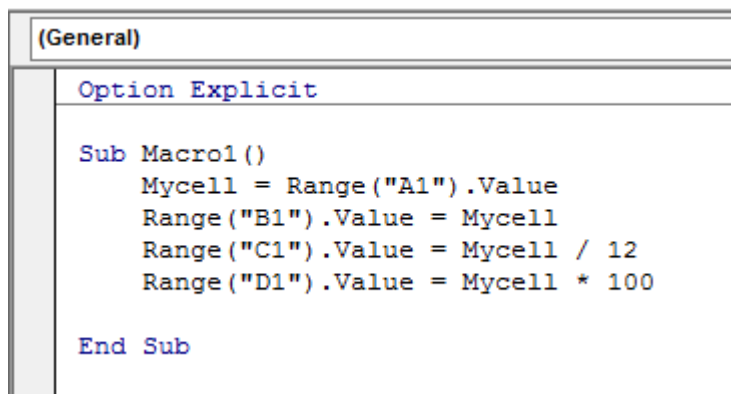 (General)
Option Explicit
Sub Macro1()
Mycell = Range("A1").Value
Range("B1").Value = Mycell
Range("C1").Value = Mycell / 12
Range("D1").Value = Mycell * 100
End Sub